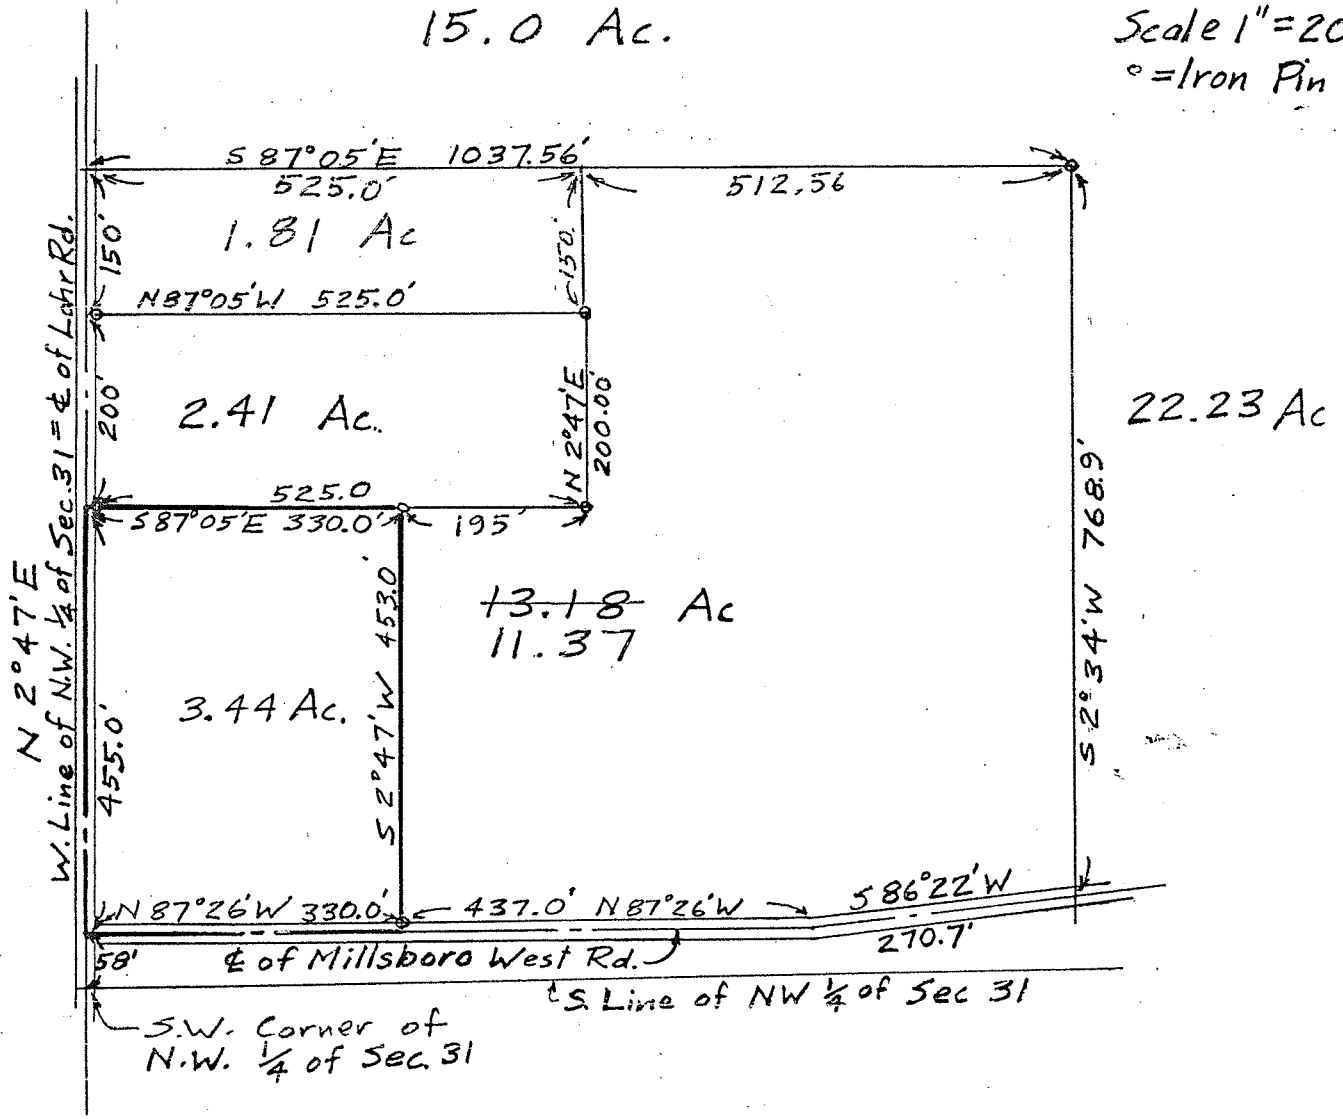 15.0 Ac.
Scale 1"=20
° =Iron Pin
S 87°05'E 1037.56'
525.0'
512.56
1.81 Ac
150'
150.'
N87°05'W 525.0'
2.41 Ac.
200'
N 2°47'E
200.00'
22.23 Ac
525.0
S87°05'E 330.0'
195'
N 2°47'E
W. Line of N.W. ¼ of Sec. 31 = ℄ of Lahr Rd.
S 2°47'W 453.0'
13.18 Ac
11.37
3.44 Ac.
455.0'
S 2°34'W 768.9'
N 87°26'W 330.0'
437.0' N87°26'W
S 86°22'W
270.7'
58'
℄ of Millsboro West Rd.
S. Line of NW ¼ of Sec 31
S.W. Corner of
N.W. ¼ of Sec. 31